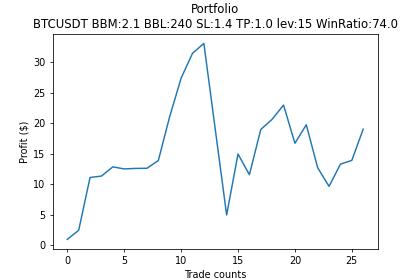 Portfolio
BTCUSDT BBM:2.1 BBL:240 SL:1.4 TP:1.0 lev:15 WinRatio:74.0
Profit ($)
30
25
20
15
10
5
0
0 5 10 15 20 25
Trade counts